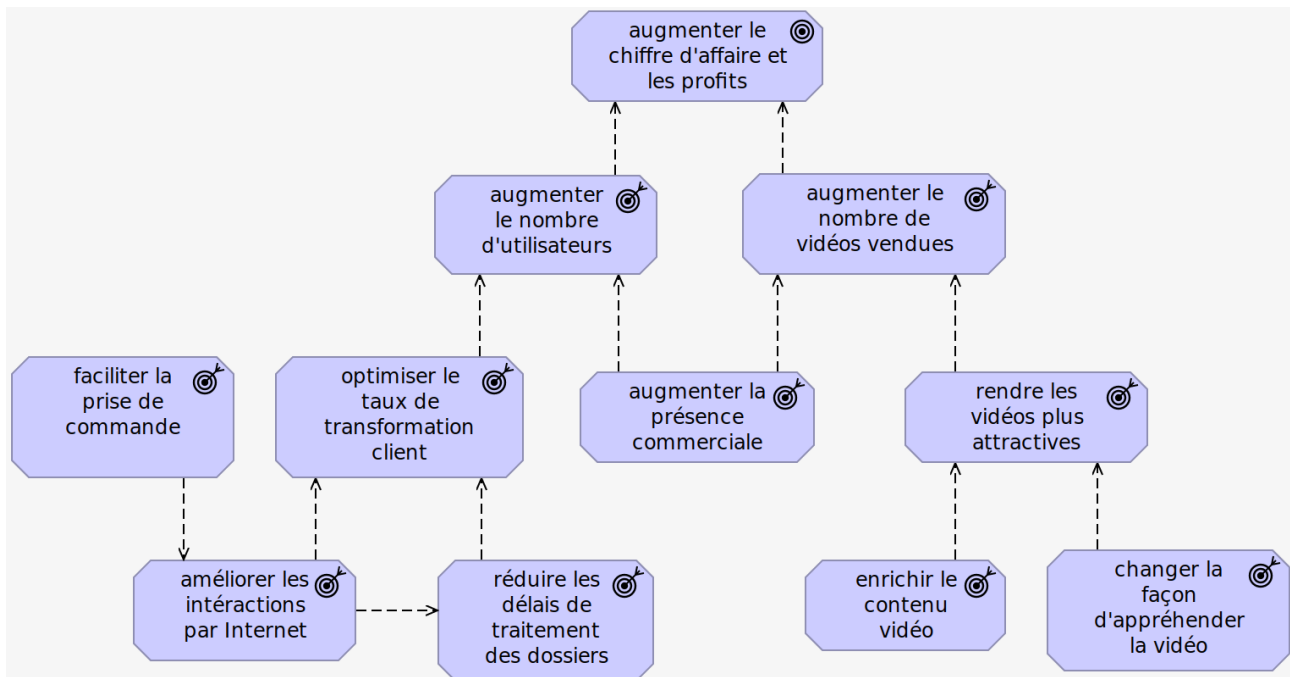 augmenter le
chiffre d'affaire et
les profits
augmenter
le nombre
d'utilisateurs
augmenter le
nombre de
vidéos vendues
faciliter la
prise de
commande
optimiser le
taux de
transformation
client
augmenter la
présence
commerciale
rendre les
vidéos plus
attractives
améliorer les
intéractions
par Internet
réduire les
délais de
traitement
des dossiers
enrichir le
contenu
vidéo
changer la
façon
d'appréhender
la vidéo